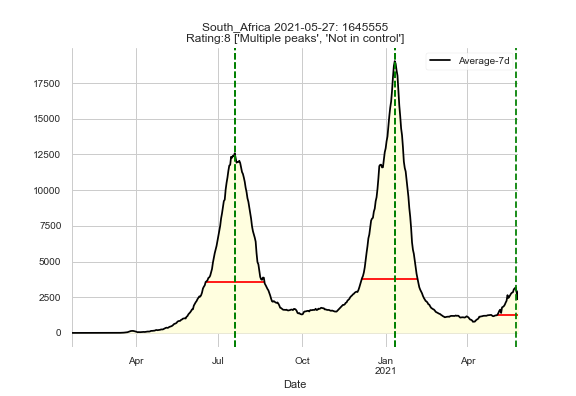 South_Africa 2021-05-27: 1645555
Rating:8 ['Multiple peaks', 'Not in control']
Average-7d
17500
15000
12500
10000
7500
5000
2500
0
Apr
Jul
Oct
Jan
2021
Apr
Date